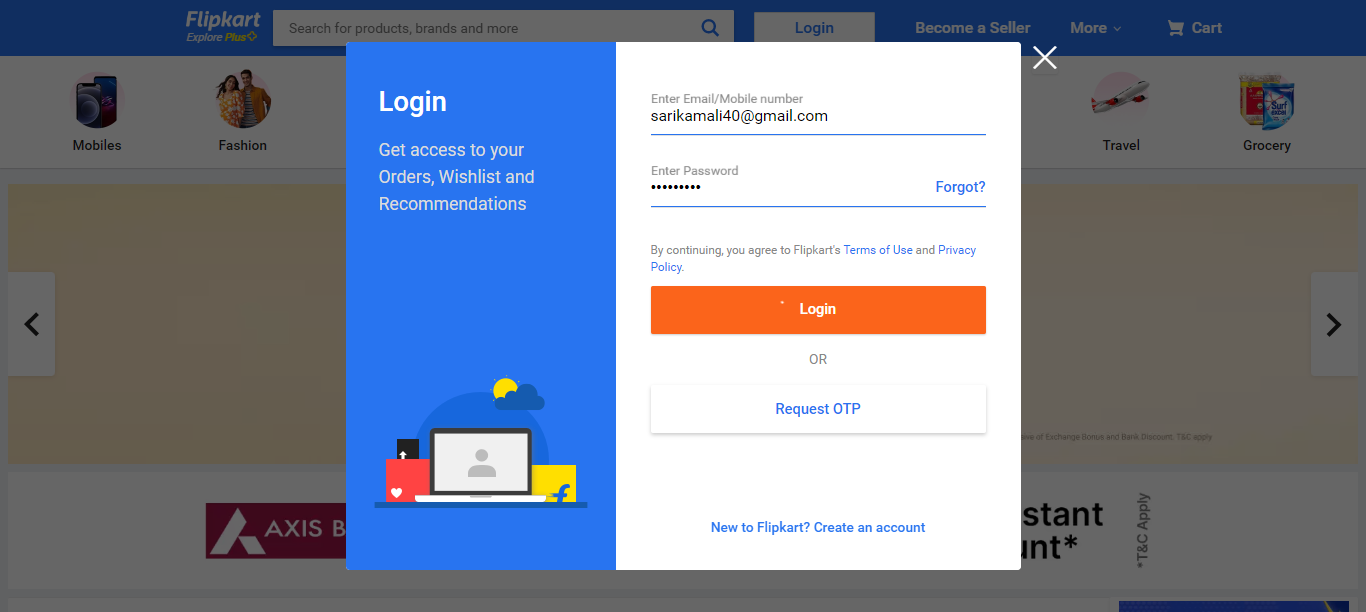 Flipkart
Explore Plus
Search for products, brands and more
Login
Become a Seller
More
Cart
Mobiles
Fashion
Travel
Grocery
Surf
excel
Login
Get access to your
Orders, Wishlist and
Recommendations
Enter Email/Mobile number
sarikamali40@gmail.com
Enter Password
•••••••••
Forgot?
By continuing, you agree to Flipkart's Terms of Use and Privacy
Policy.
Login
OR
Request OTP
New to Flipkart? Create an account
of Exchange Bonus and Bank Discount. T&C apply
AXIS B
stant
unt*
*T&C Apply